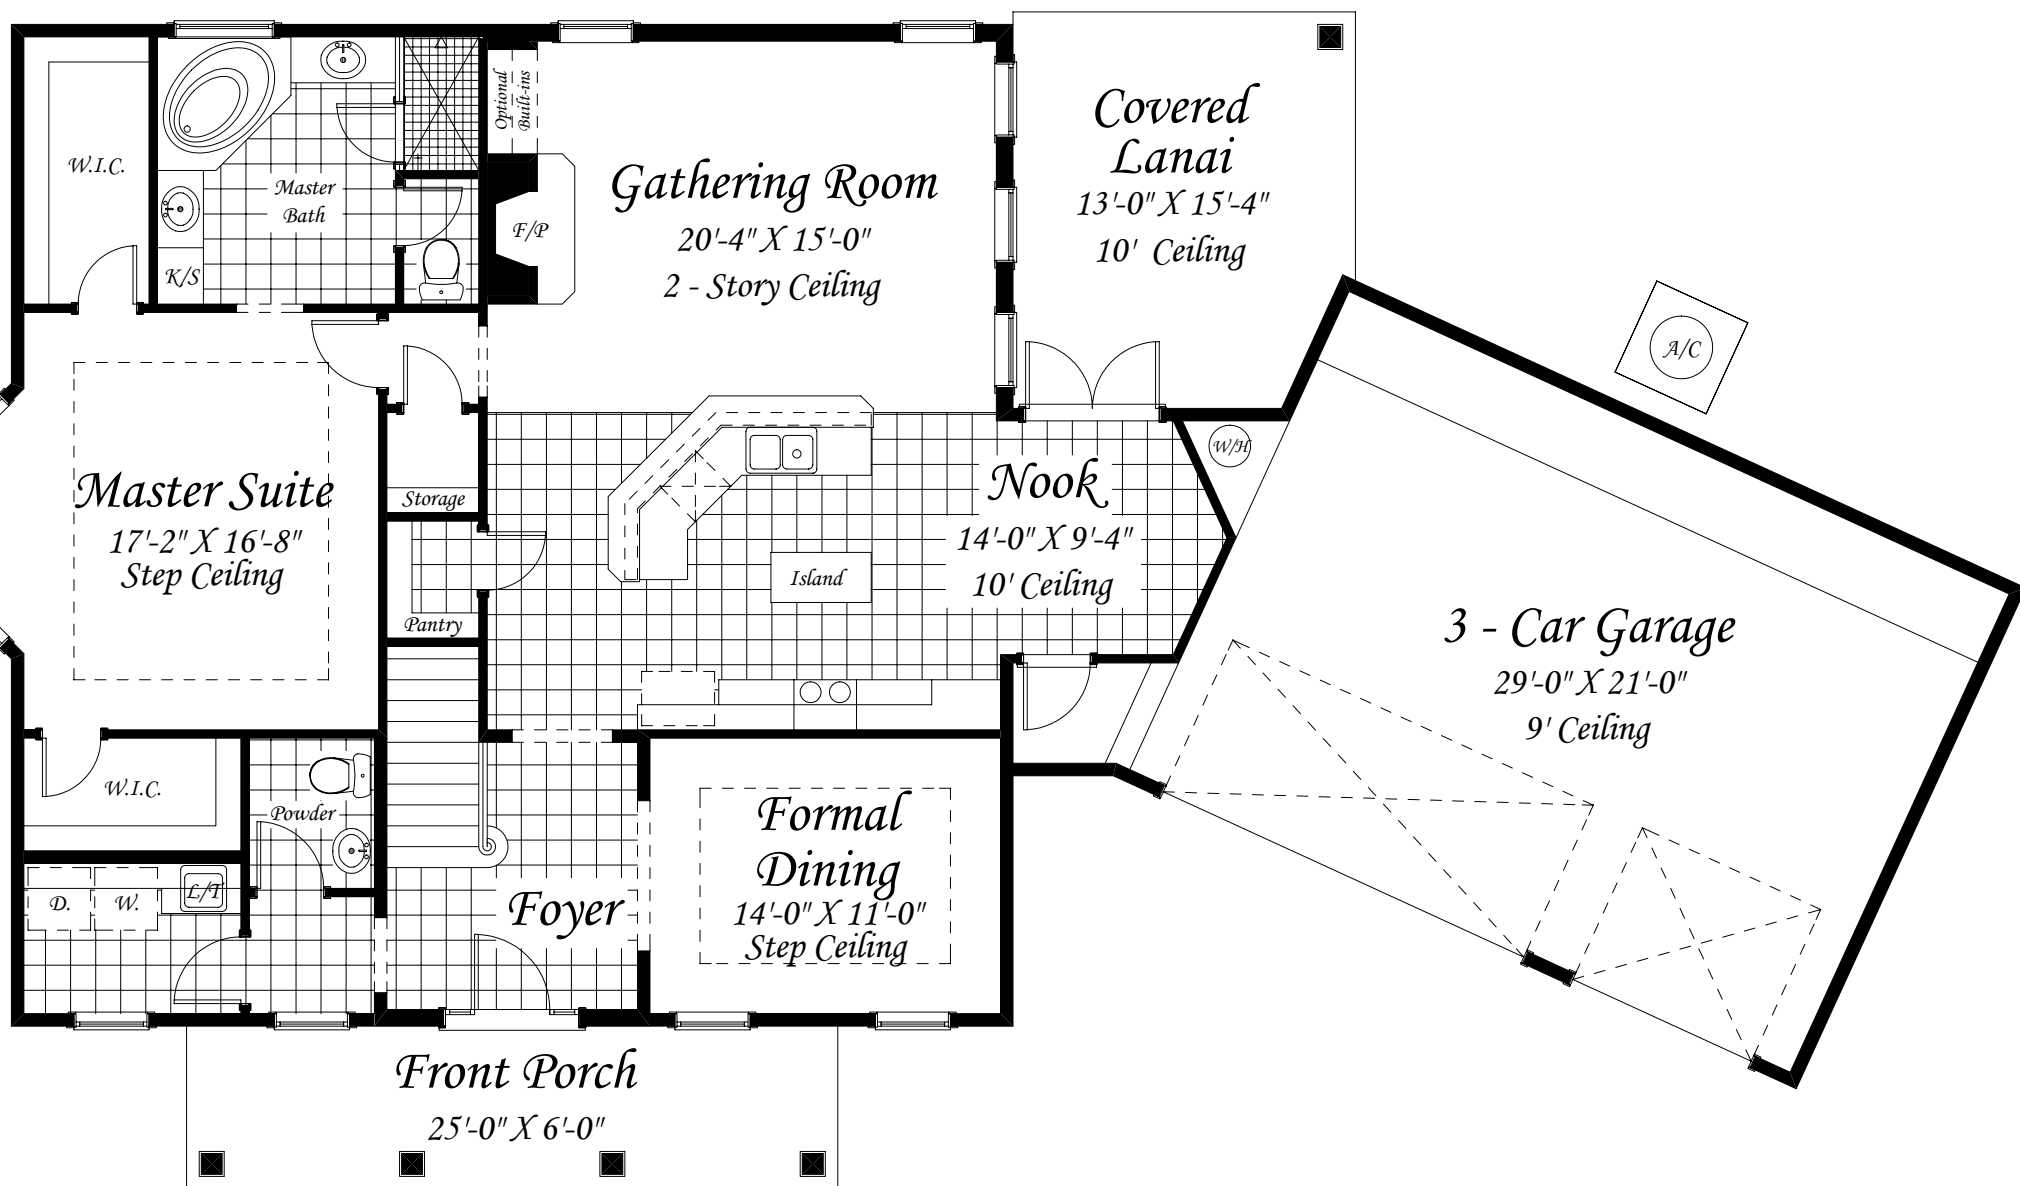 W.I.C.
Master
Bath
K/S
Optional
Built-ins
F/P
Gathering Room
20'-4" X 15'-0"
2 - Story Ceiling
Covered
Lanai
13'-0" X 15'-4"
10' Ceiling
A/C
W/H
Master Suite
17'-2" X 16'-8"
Step Ceiling
Storage
Pantry
Island
Nook
14'-0" X 9'-4"
10' Ceiling
3 - Car Garage
29'-0" X 21'-0"
9' Ceiling
W.I.C.
Powder
D.
W.
L/T
Foyer
Formal
Dining
14'-0" X 11'-0"
Step Ceiling
Front Porch
25'-0" X 6'-0"